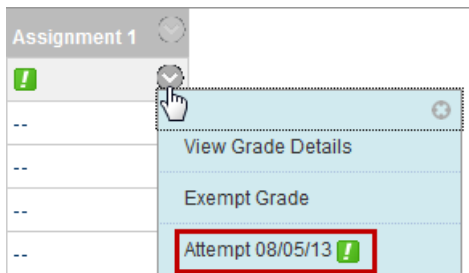 Assignment 1
!
--
View Grade Details
--
--
Exempt Grade
--
Attempt 08/05/13 !